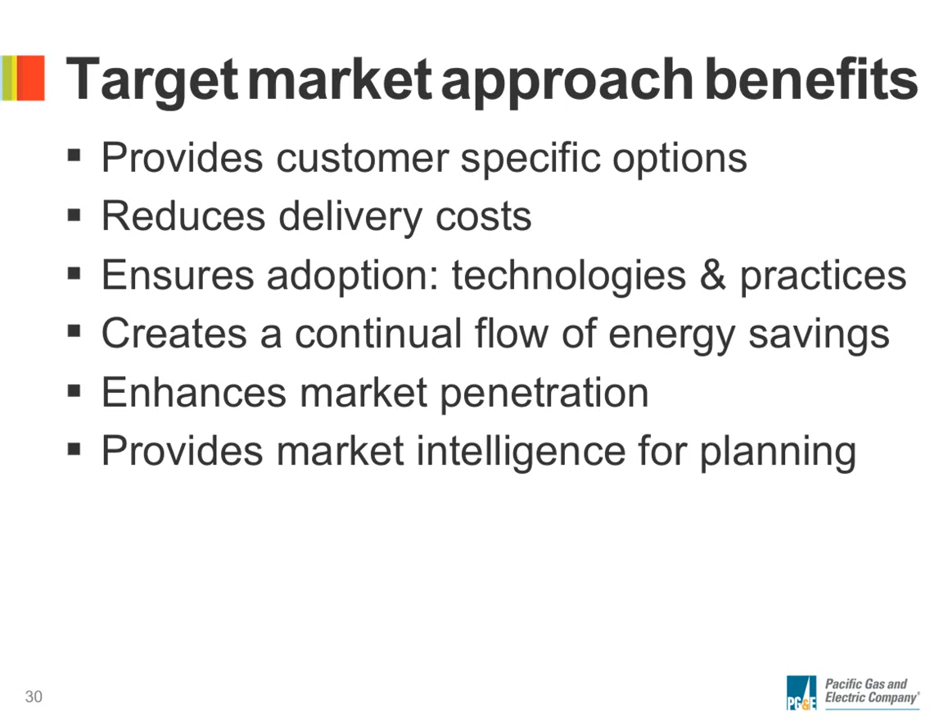 Target market approach benefits
▪ Provides customer specific options
▪ Reduces delivery costs
▪ Ensures adoption: technologies & practices
▪ Creates a continual flow of energy savings
▪ Enhances market penetration
▪ Provides market intelligence for planning
30
PG&E
Pacific Gas and
Electric Company®